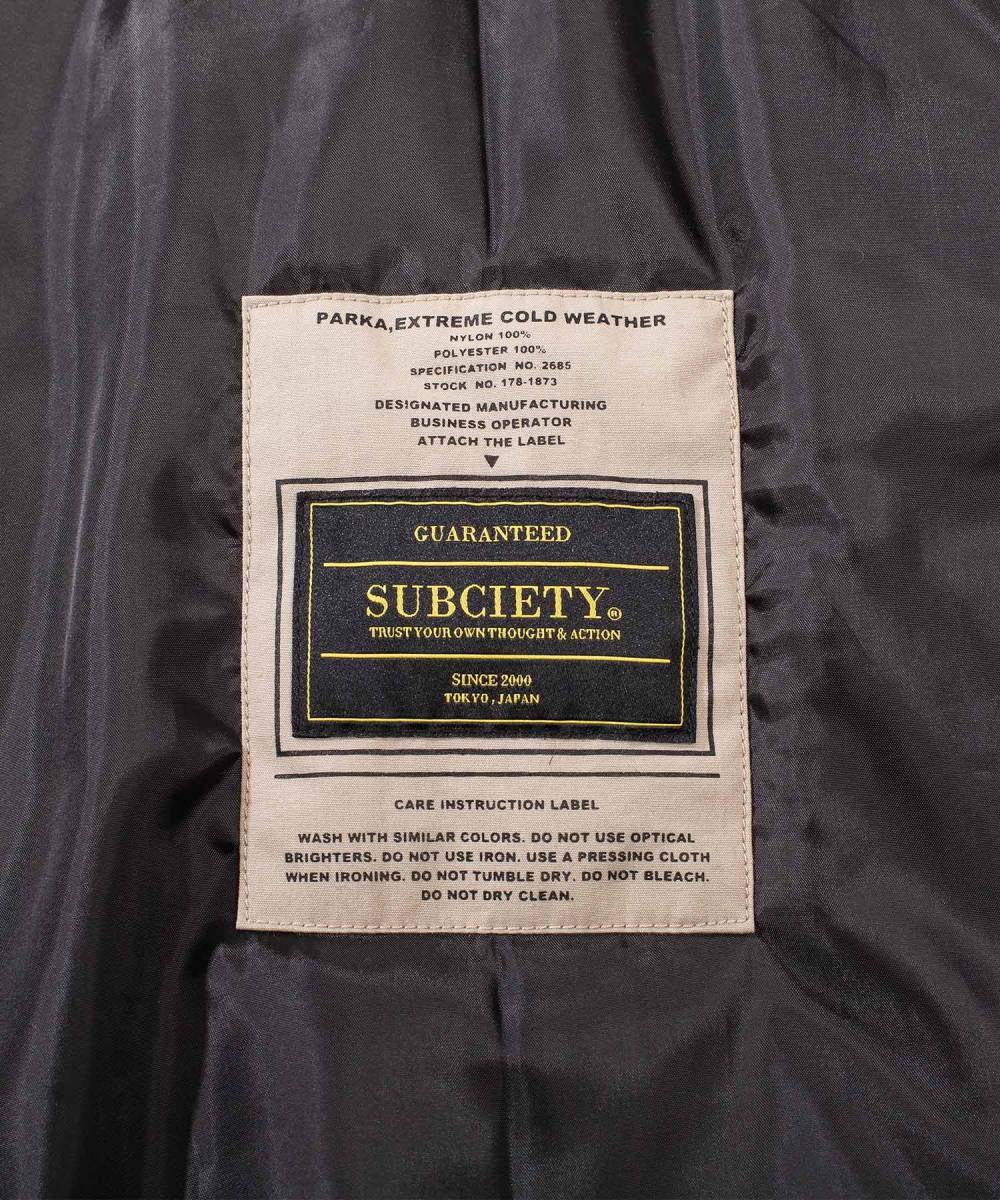 PARKA,EXTREME COLD WEATHER
NYLON 100%
POLYESTER 100%
SPECIFICATION NO. 2685
STOCK NO. 178-1873
DESIGNATED MANUFACTURING
BUSINESS OPERATOR
ATTACH THE LABEL
GUARANTEED
SUBCIETY®
TRUST YOUR OWN THOUGHT & ACTION
SINCE 2000
TOKYO, JAPAN
CARE INSTRUCTION LABEL
WASH WITH SIMILAR COLORS. DO NOT USE OPTICAL
BRIGHTERS. DO NOT USE IRON. USE A PRESSING CLOTH
WHEN IRONING. DO NOT TUMBLE DRY. DO NOT BLEACH.
DO NOT DRY CLEAN.